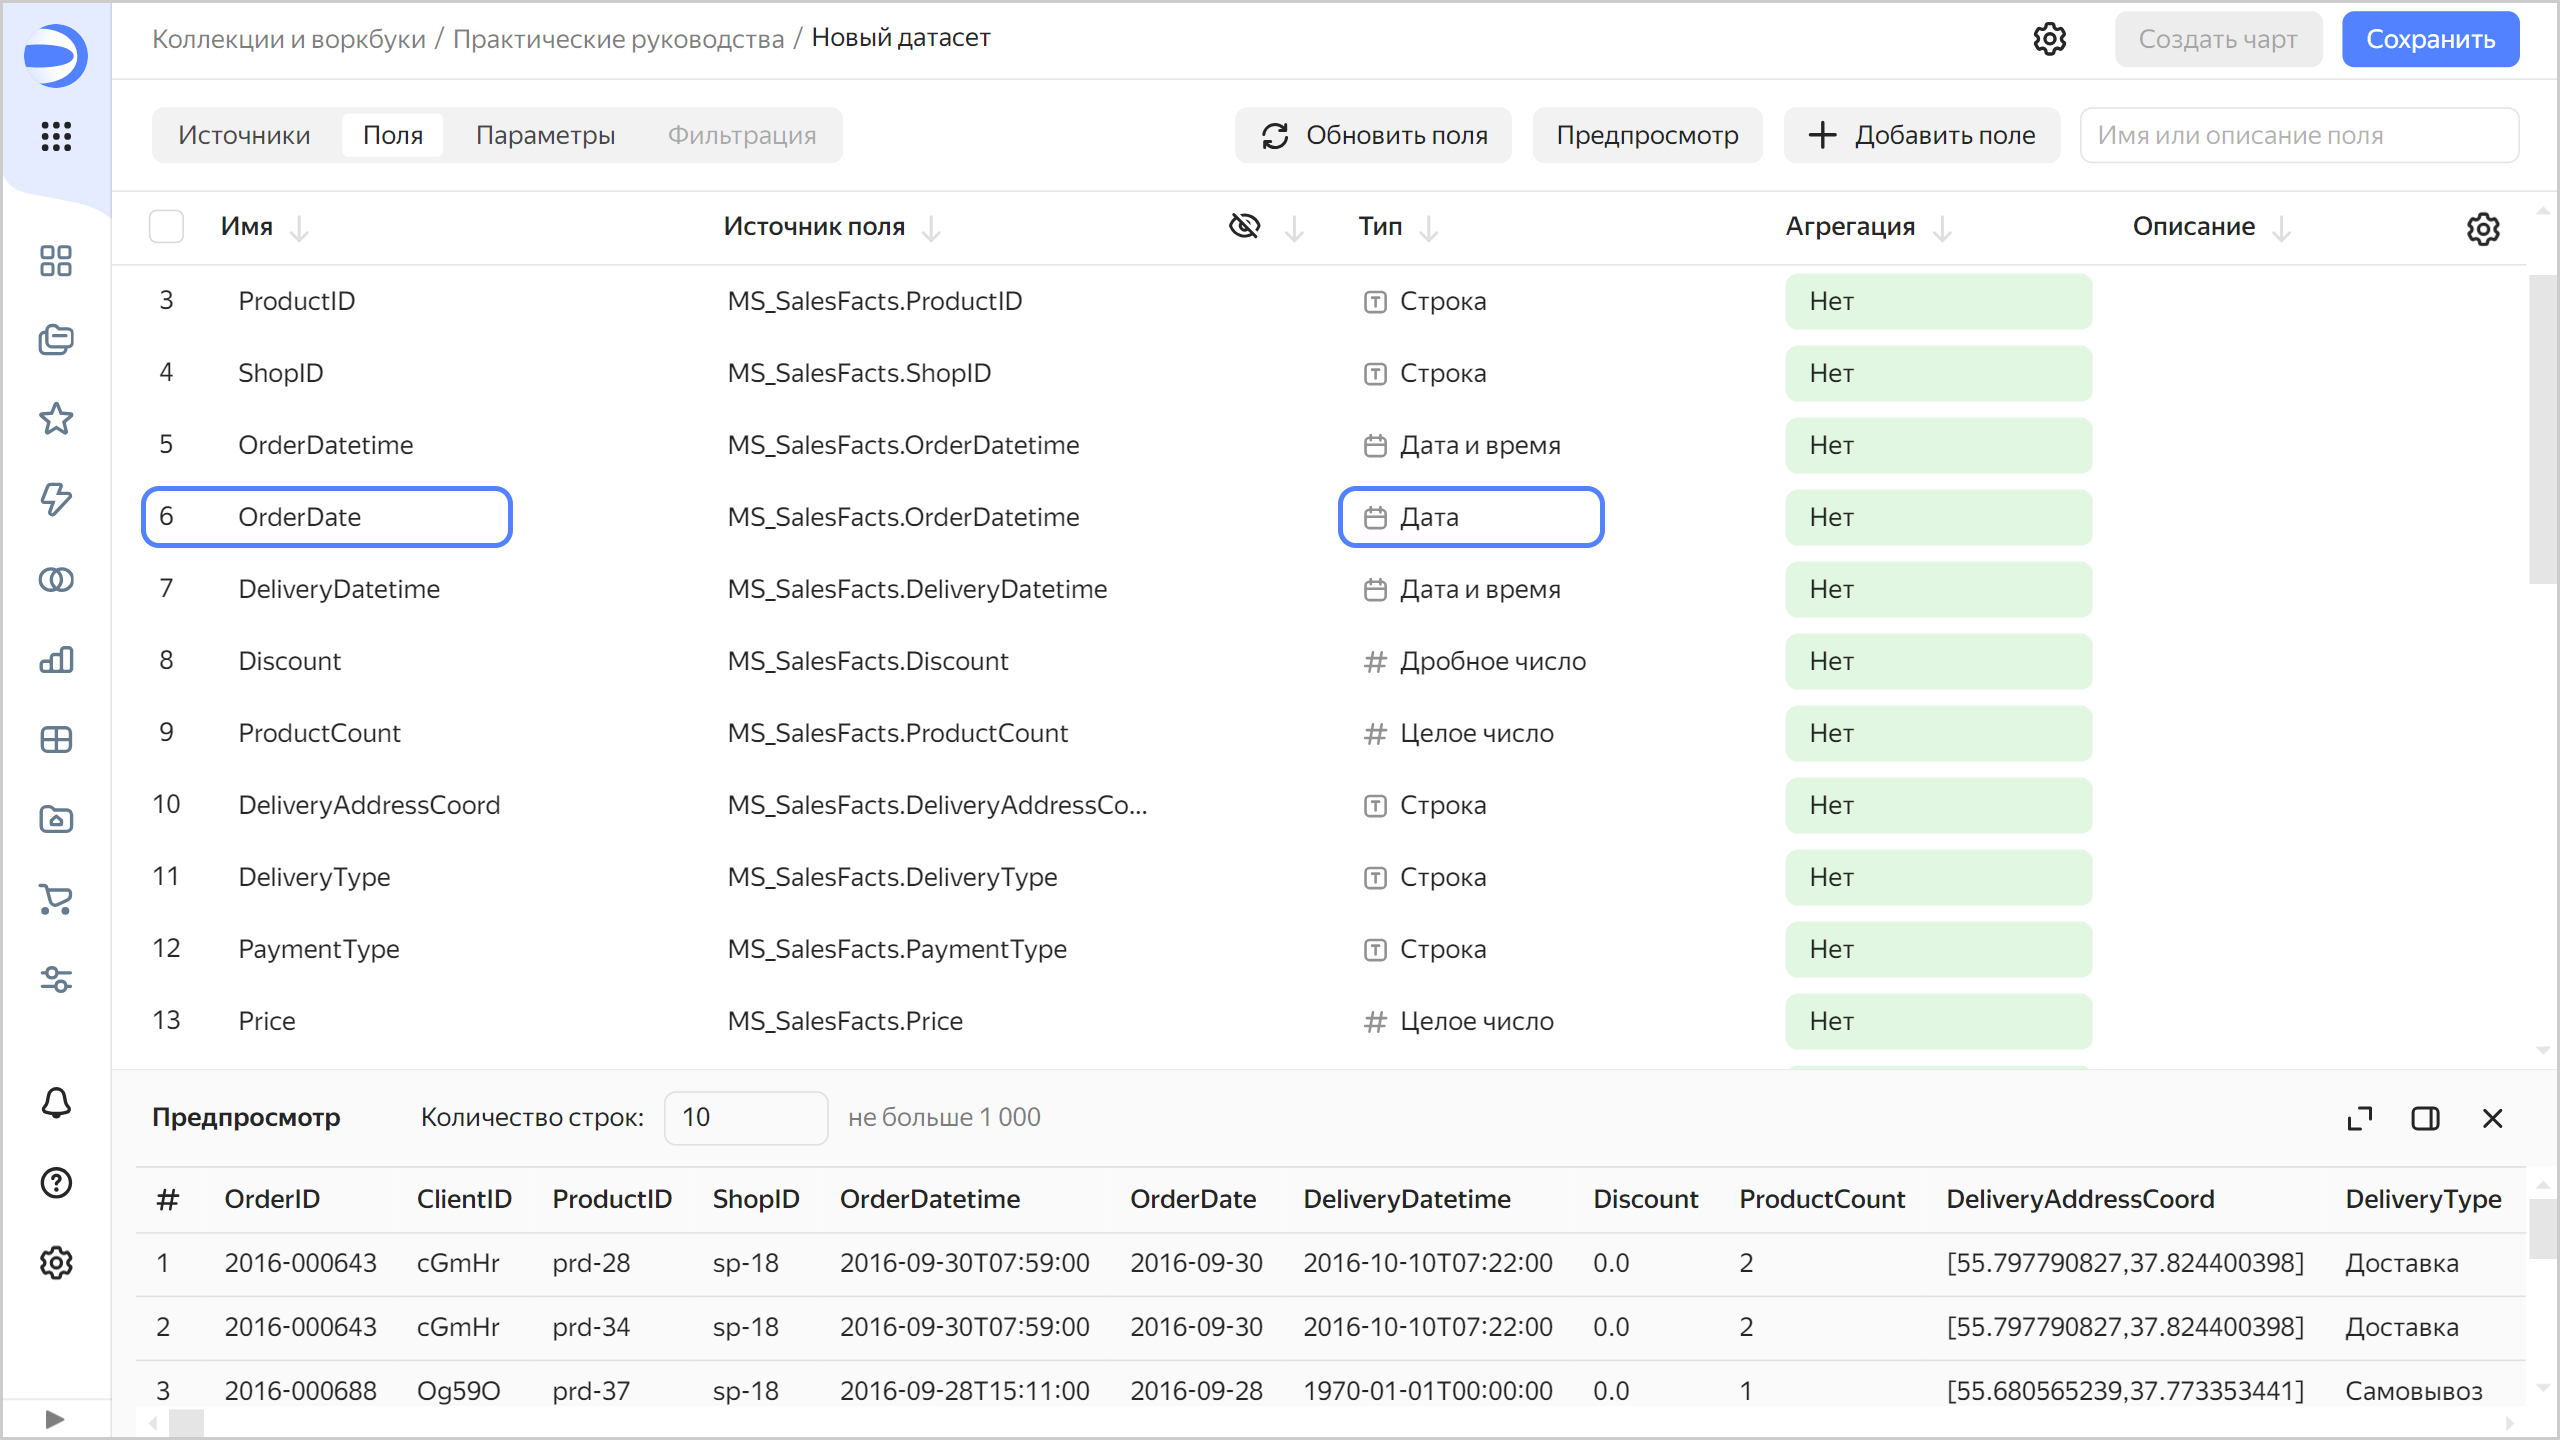 Коллекции и воркбуки / Практические руководства / Новый датасет
Создать чарт
Сохранить
Источники Поля Параметры Фильтрация
Обновить поля
Предпросмотр
Добавить поле
Имя или описание поля
Имя Источник поля Тип Агрегация Описание
3 ProductID MS_SalesFacts.ProductID Строка Нет
4 ShopID MS_SalesFacts.ShopID Строка Нет
5 OrderDatetime MS_SalesFacts.OrderDatetime Дата и время Нет
6 OrderDate MS_SalesFacts.OrderDatetime Дата Нет
7 DeliveryDatetime MS_SalesFacts.DeliveryDatetime Дата и время Нет
8 Discount MS_SalesFacts.Discount # Дробное число Нет
9 ProductCount MS_SalesFacts.ProductCount # Целое число Нет
10 DeliveryAddressCoord MS_SalesFacts.DeliveryAddressCo... Строка Нет
11 DeliveryType MS_SalesFacts.DeliveryType Строка Нет
12 PaymentType MS_SalesFacts.PaymentType Строка Нет
13 Price MS_SalesFacts.Price # Целое число Нет
Предпросмотр Количество строк: 10 не больше 1 000
# OrderID ClientID ProductID ShopID OrderDatetime OrderDate DeliveryDatetime Discount ProductCount DeliveryAddressCoord DeliveryType
1 2016-000643 cGmHr prd-28 sp-18 2016-09-30T07:59:00 2016-09-30 2016-10-10T07:22:00 0.0 2 [55.797790827,37.824400398] Доставка
2 2016-000643 cGmHr prd-34 sp-18 2016-09-30T07:59:00 2016-09-30 2016-10-10T07:22:00 0.0 2 [55.797790827,37.824400398] Доставка
3 2016-000688 Og59O prd-37 sp-18 2016-09-28T15:11:00 2016-09-28 1970-01-01T00:00:00 0.0 1 [55.680565239,37.773353441] Самовывоз